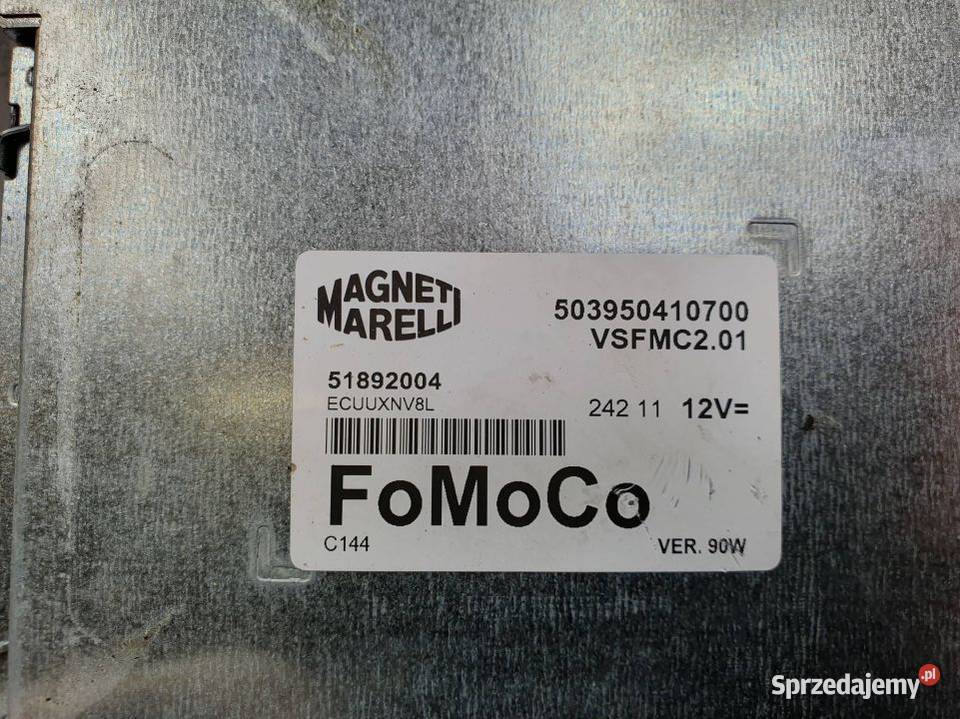 MAGNETI
MARELLI
503950410700
VSFMC2.01
51892004
ECUUXNV8L
242 11 12V=
FoMoCo
C144
VER. 90W
Sprzedajemy.pl